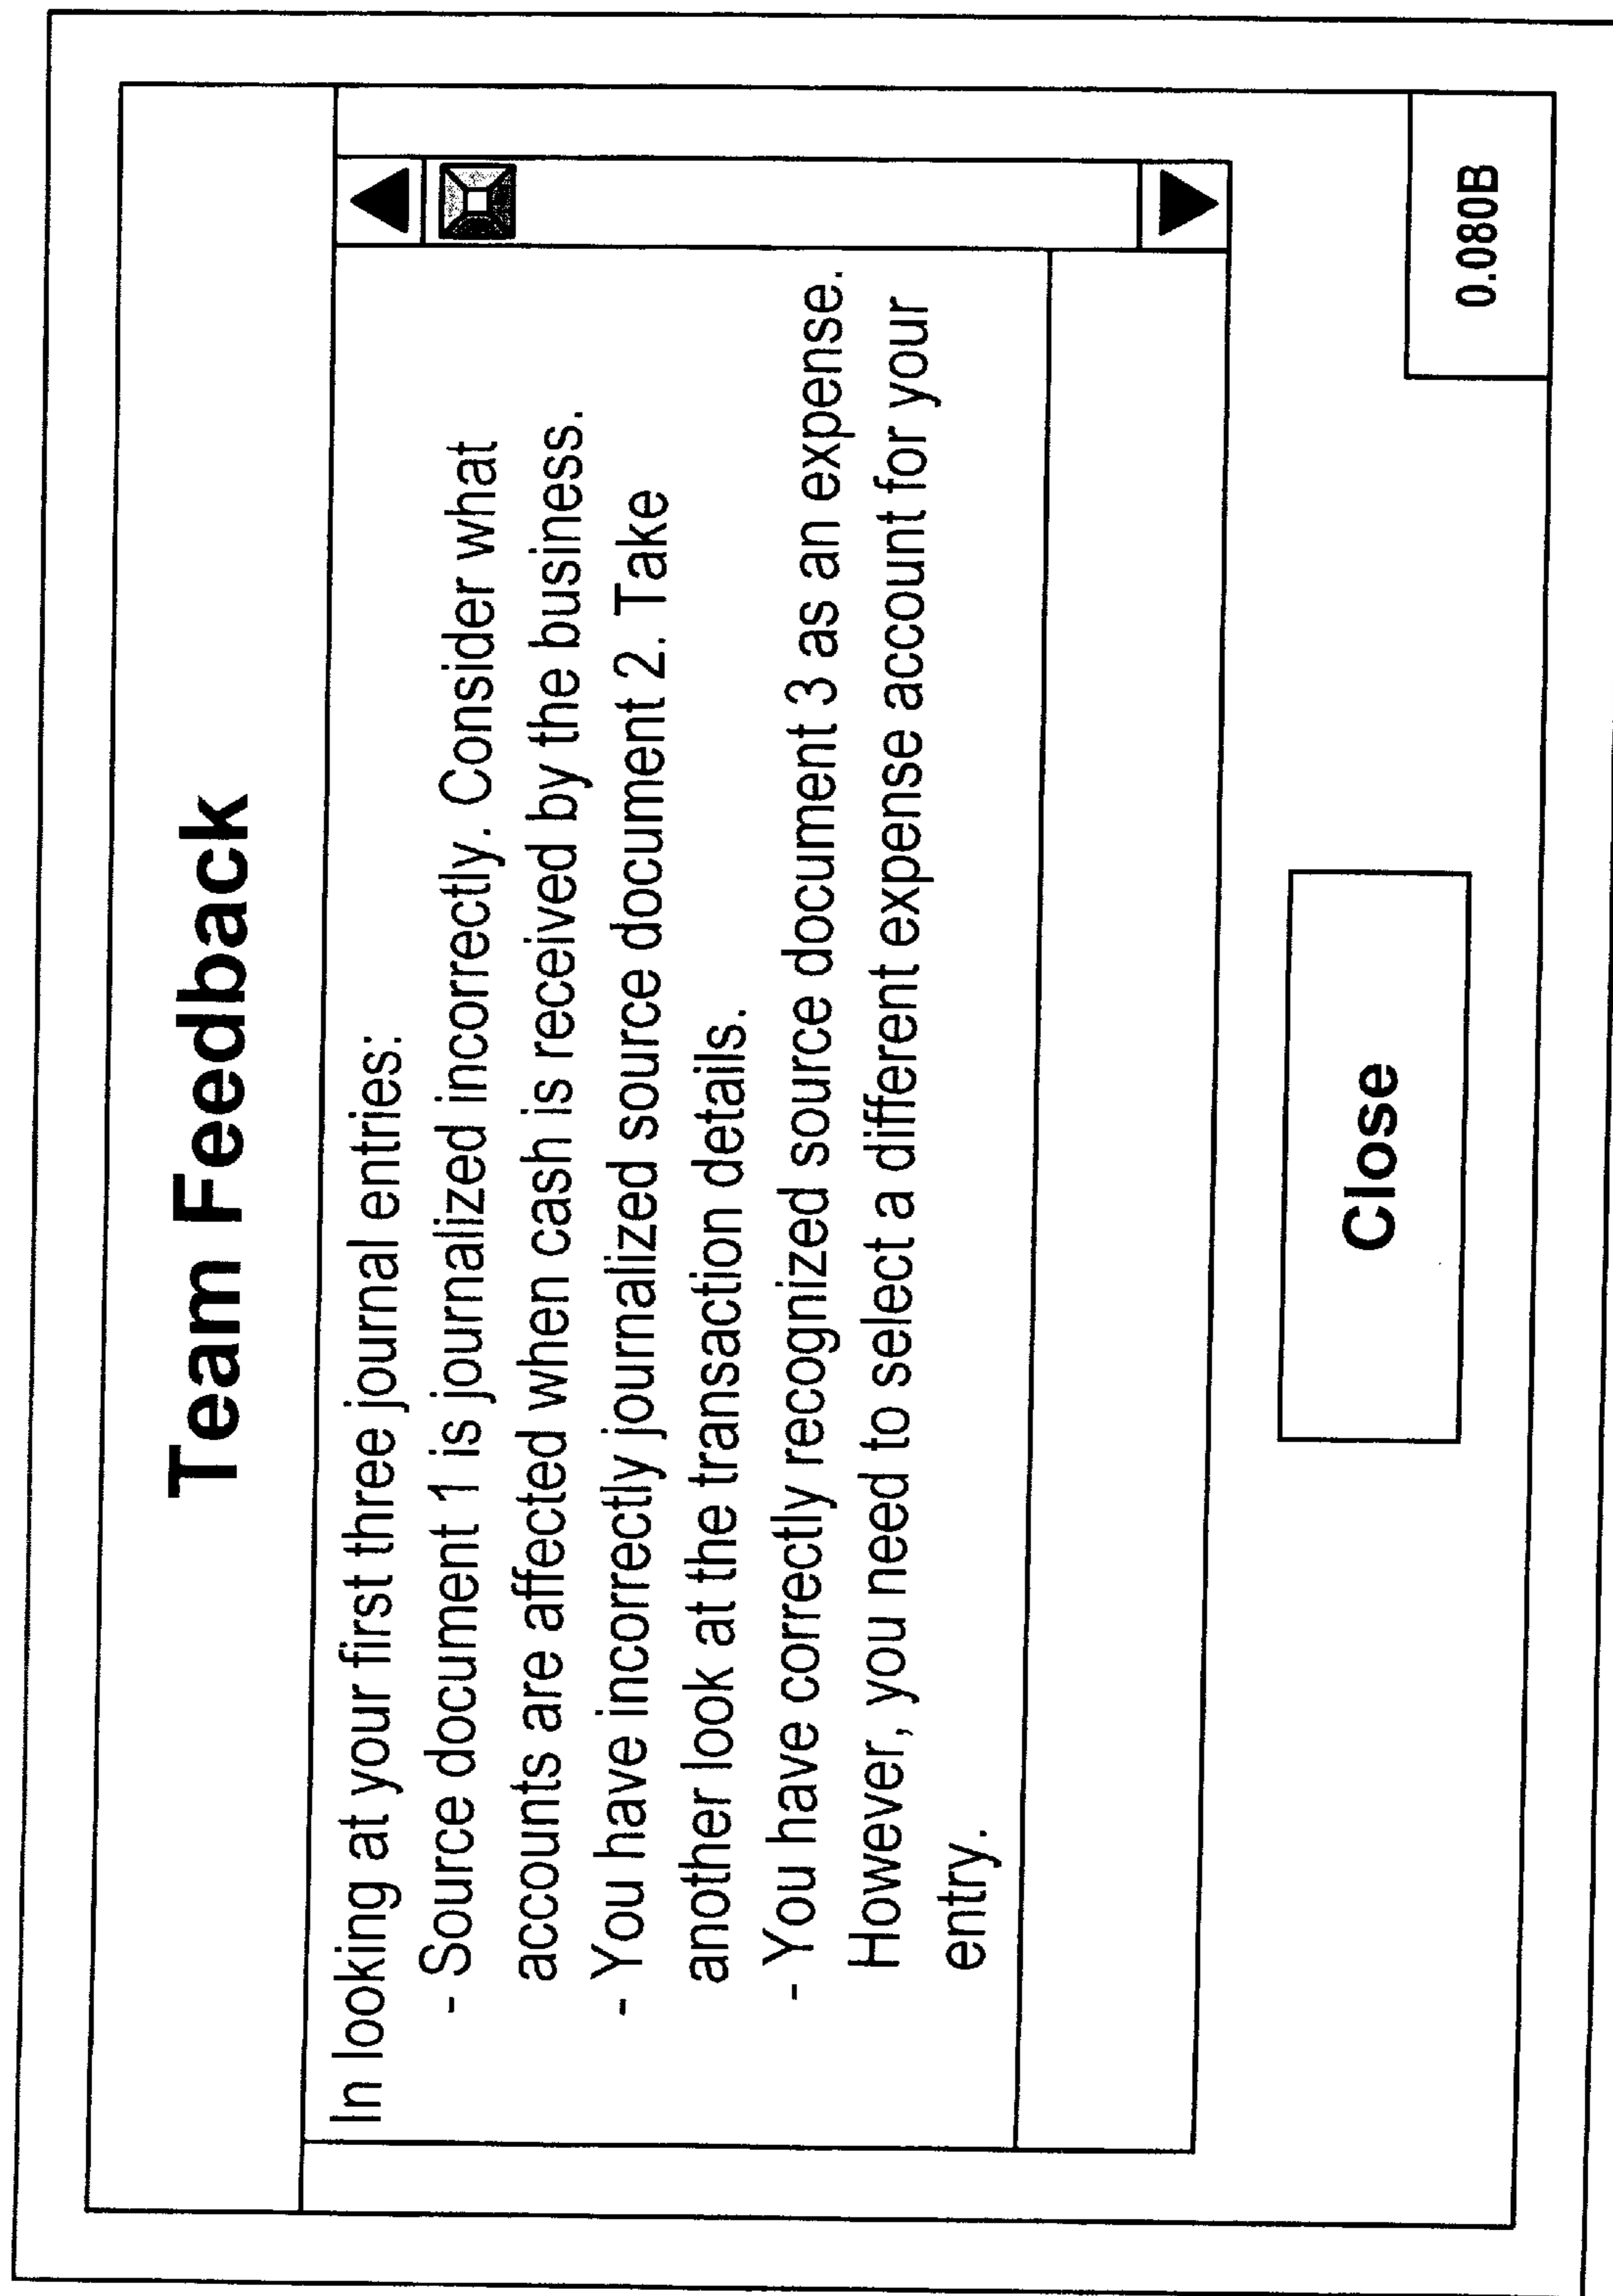 Team Feedback
In looking at your first three journal entries:
- Source document 1 is journalized incorrectly. Consider what
accounts are affected when cash is received by the business.
- You have incorrectly journalized source document 2. Take
another look at the transaction details.
- You have correctly recognized source document 3 as an expense.
However, you need to select a different expense account for your
entry.
Close
0.080B